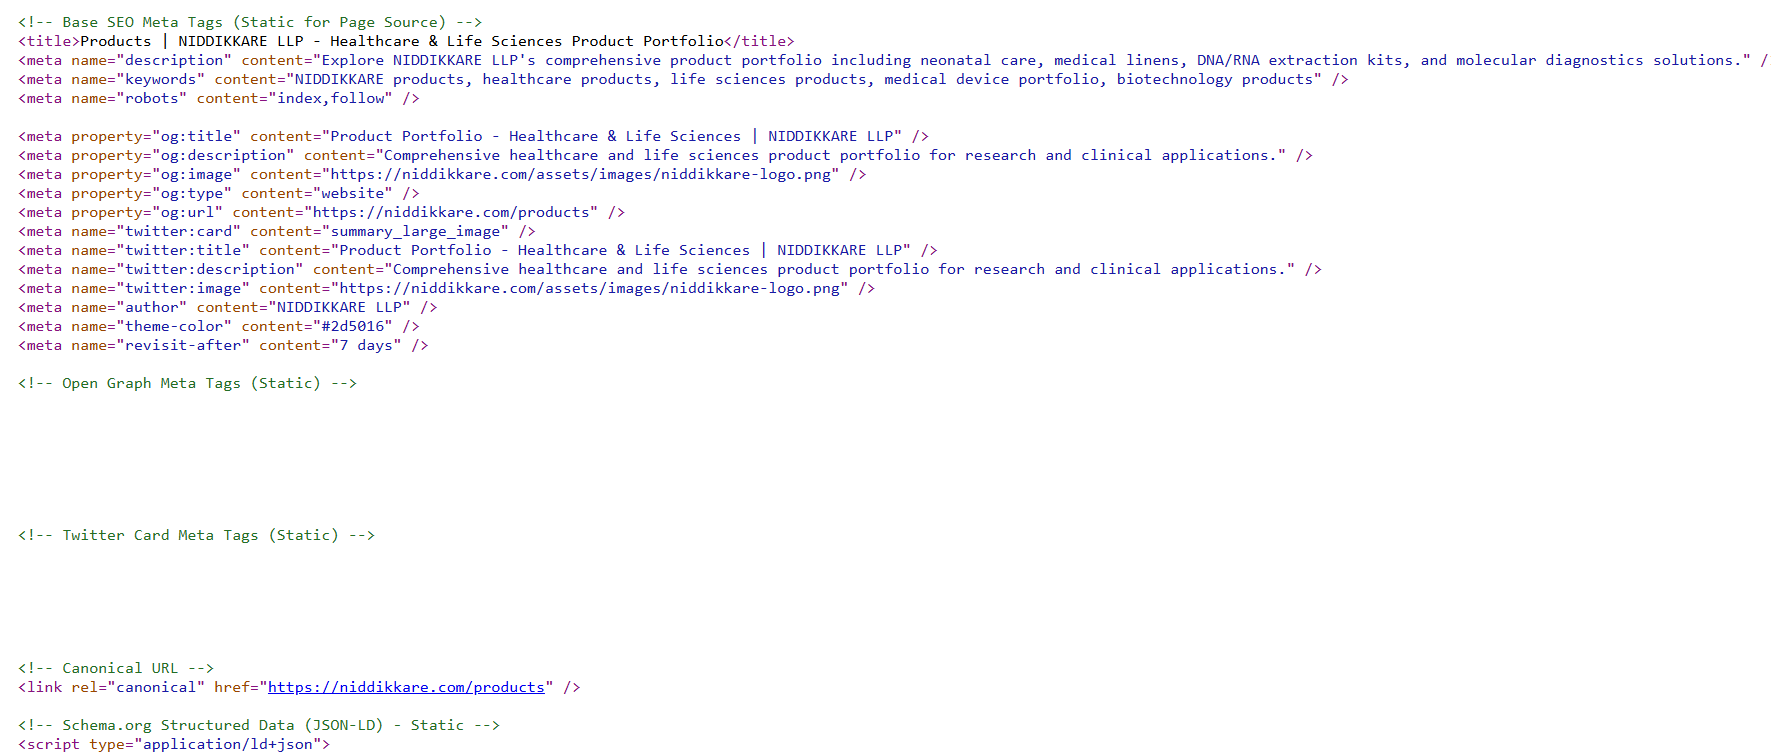 <!-- Base SEO Meta Tags (Static for Page Source) -->
<title>Products | NIDDIKKARE LLP - Healthcare & Life Sciences Product Portfolio</title>
<meta name="description" content="Explore NIDDIKKARE LLP's comprehensive product portfolio including neonatal care, medical linens, DNA/RNA extraction kits, and molecular diagnostics solutions." /
<meta name="keywords" content="NIDDIKKARE products, healthcare products, life sciences products, medical device portfolio, biotechnology products" />
<meta name="robots" content="index,follow" />
<meta property="og:title" content="Product Portfolio - Healthcare & Life Sciences | NIDDIKKARE LLP" />
<meta property="og:description" content="Comprehensive healthcare and life sciences product portfolio for research and clinical applications." />
<meta property="og:image" content="https://niddikkare.com/assets/images/niddikkare-logo.png" />
<meta property="og:type" content="website" />
<meta property="og:url" content="https://niddikkare.com/products" />
<meta name="twitter:card" content="summary_large_image" />
<meta name="twitter:title" content="Product Portfolio - Healthcare & Life Sciences | NIDDIKKARE LLP" />
<meta name="twitter:description" content="Comprehensive healthcare and life sciences product portfolio for research and clinical applications." />
<meta name="twitter:image" content="https://niddikkare.com/assets/images/niddikkare-logo.png" />
<meta name="author" content="NIDDIKKARE LLP" />
<meta name="theme-color" content="#2d5016" />
<meta name="revisit-after" content="7 days" />
<!-- Open Graph Meta Tags (Static) -->
<!-- Twitter Card Meta Tags (Static) -->
<!-- Canonical URL -->
<link rel="canonical" href="https://niddikkare.com/products" />
<!-- Schema.org Structured Data (JSON-LD) - Static -->
<script type="application/ld+json">